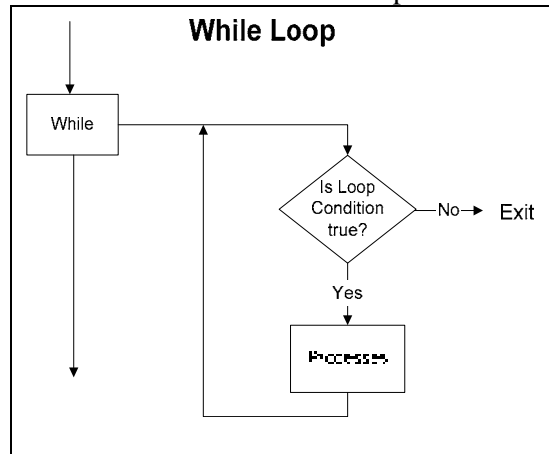 While Loop
While
Is Loop
Condition
true?
No
Exit
Yes
Processes